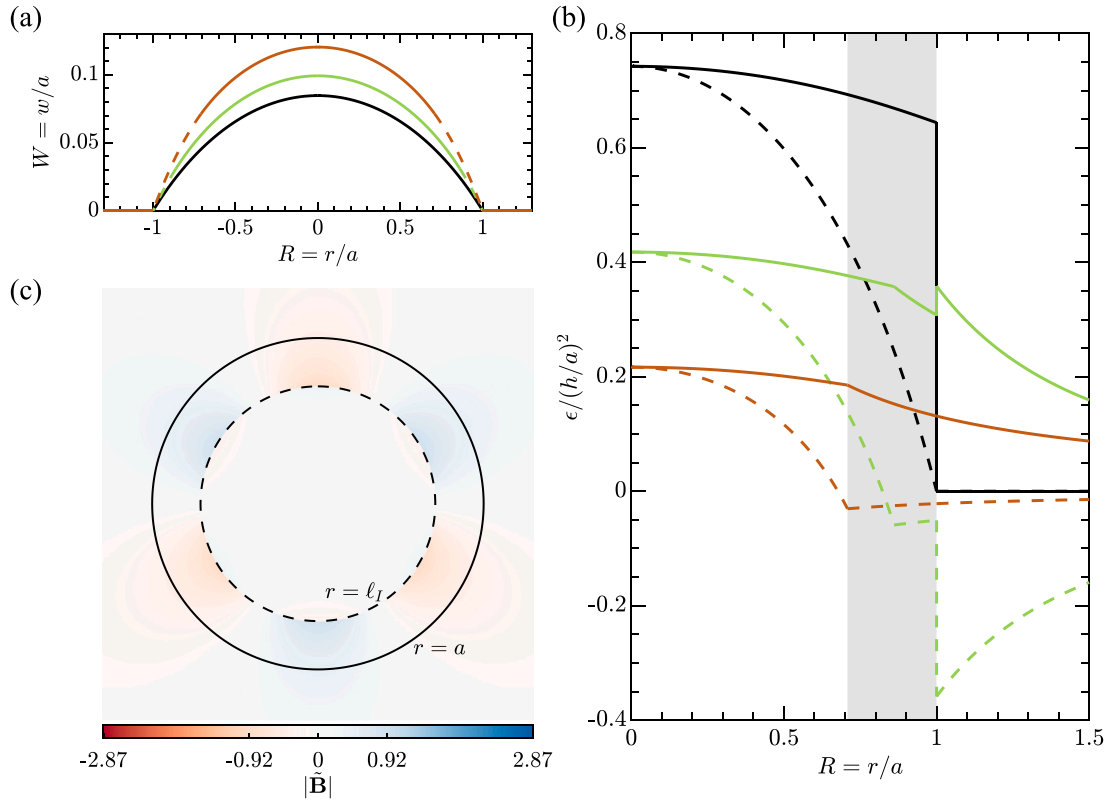 (a)
W = w/a
0.1
0.05
0
-1
-0.5
0
0.5
1
R = r/a
(b)
0.8
0.6
0.4
0.2
0
-0.2
-0.4
ϵ/(h/a)²
0
0.5
1
1.5
R = r/a
(c)
r = ℓ_I
r = a
-2.87
-0.92
0
0.92
2.87
|B̃|